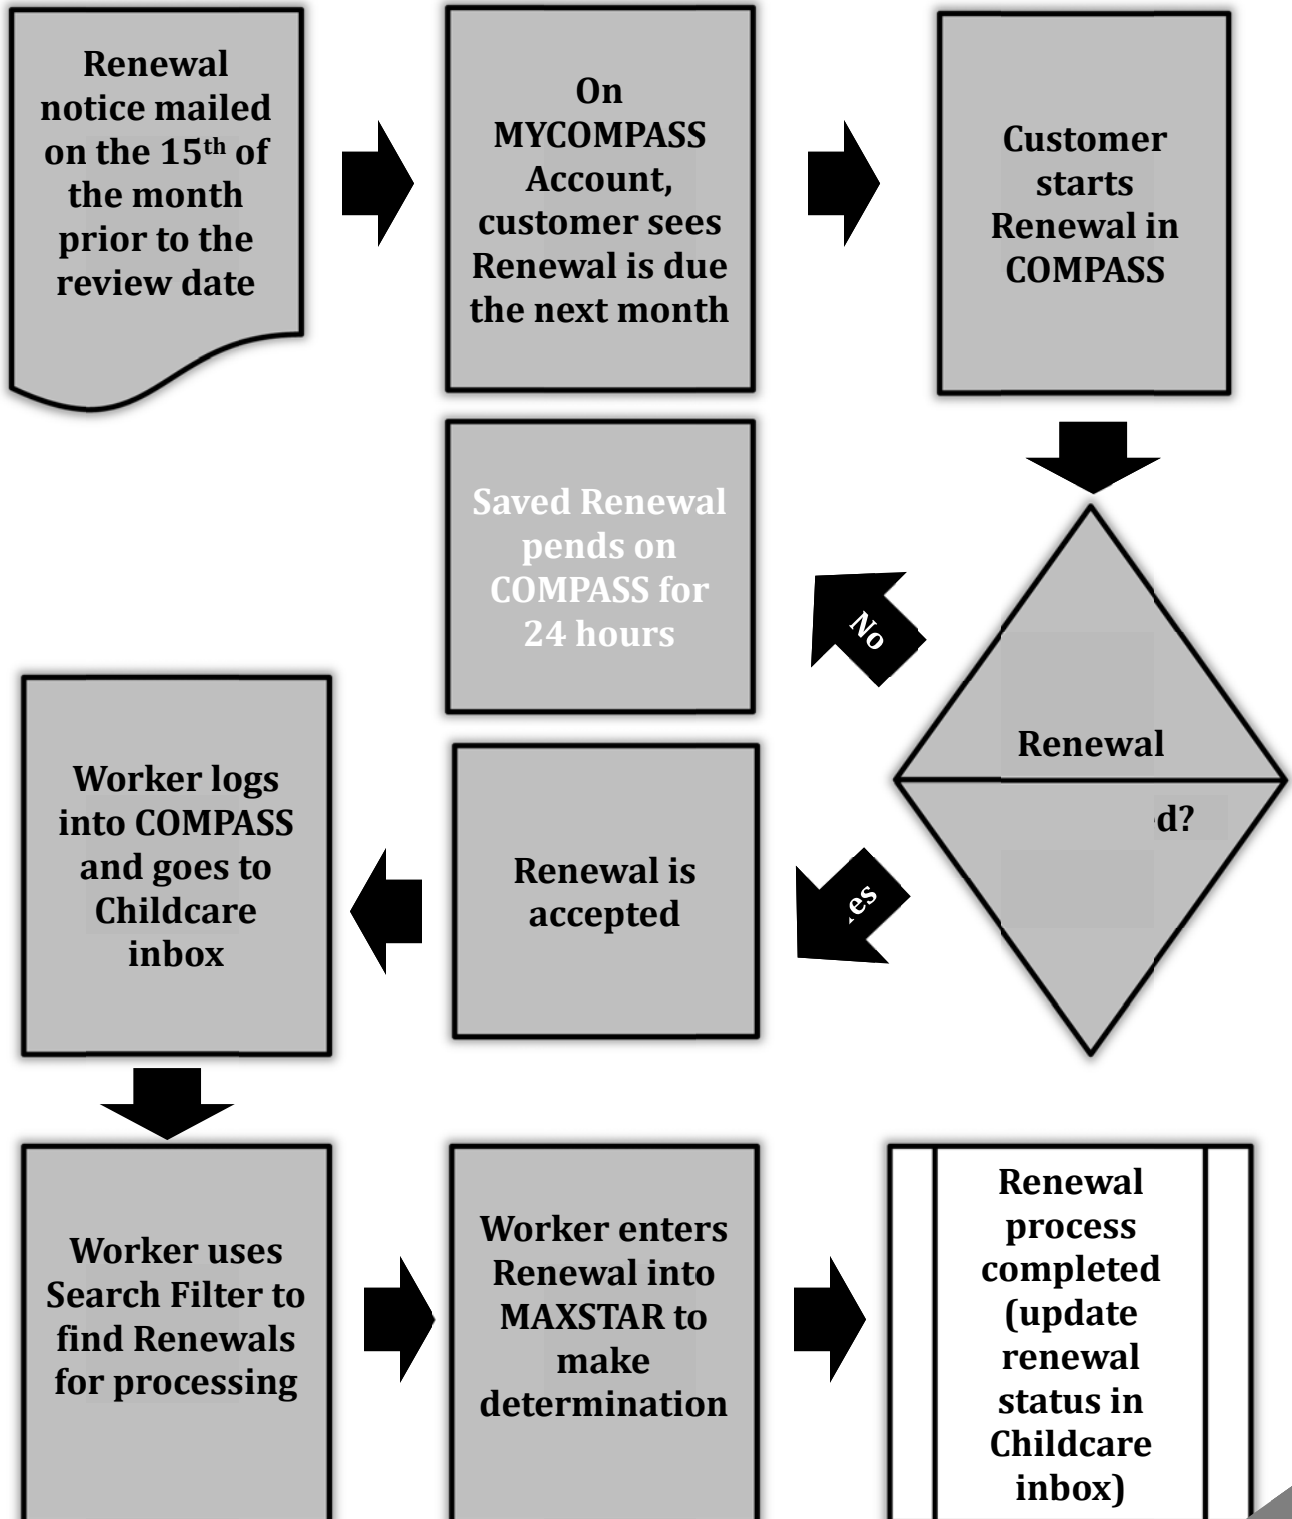 Renewal
notice mailed
on the 15th of
the month
prior to the
review date
On
MYCOMPASS
Account,
customer sees
Renewal is due
the next month
Customer
starts
Renewal in
COMPASS
Saved Renewal
pends on
COMPASS for
24 hours
No
Renewal
d?
es
Renewal is
accepted
Worker logs
into COMPASS
and goes to
Childcare
inbox
Worker uses
Search Filter to
find Renewals
for processing
Worker enters
Renewal into
MAXSTAR to
make
determination
Renewal
process
completed
(update
renewal
status in
Childcare
inbox)